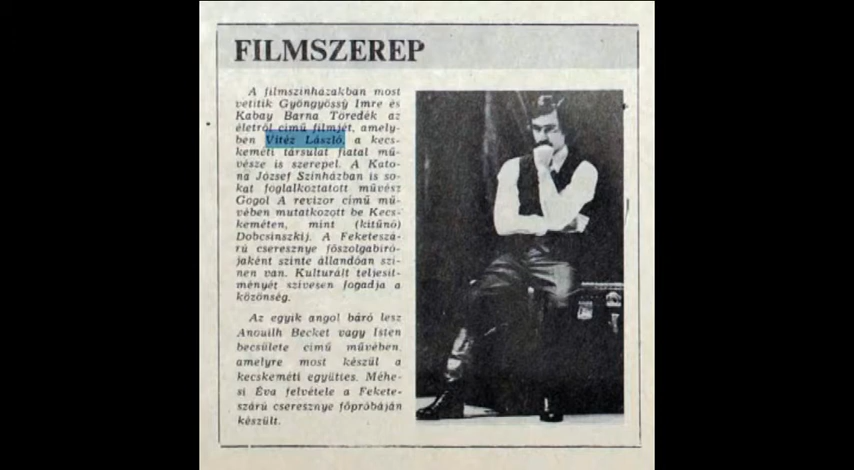 FILMSZEREP
A filmszínházakban most
vetítik Gyöngyössy Imre és
Kabay Barna Töredék az
életről című filmjét, amely-
ben Vitéz László, a kecs-
keméti társulat fiatal mű-
vésze is szerepel. A Kato-
na József Színházban is so-
kat foglalkoztatott művész
Gogol A revizor című mű-
vében mutatkozott be Kecs-
keméten, mint (kitűnő)
Dobcsinszkij. A Feketeszá-
rú cseresznye főszolgabíró-
jaként szinte állandóan szí-
nen van. Kulturált teljesít-
ményét szívesen fogadja a
közönség.
Az egyik angol báró lesz
Anouilh Becket vagy Isten
becsülete című művében,
amelyre most készül a
kecskeméti együttes. Méhe-
si Éva felvétele a Fekete-
szárú cseresznye főpróbáján
készült.